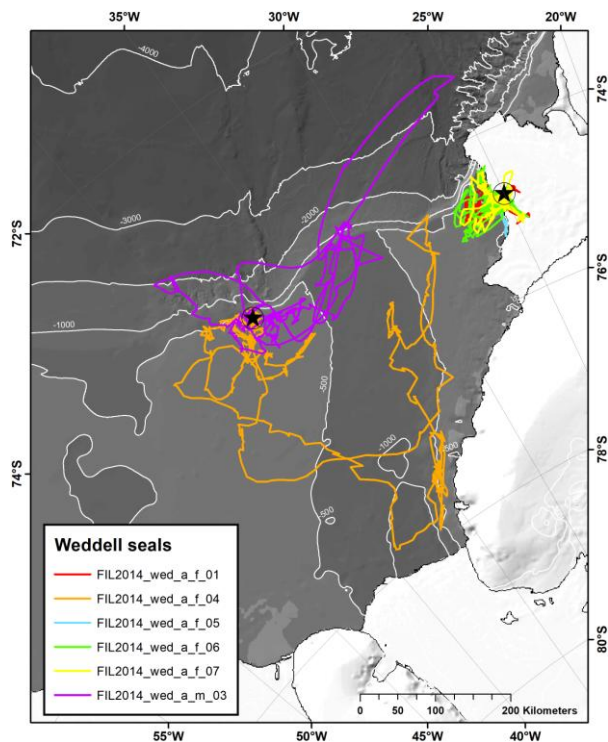 35°W 30°W 25°W 20°W
-4000
74°S
-3000
-2000
72°S
76°S
-1000
-500
78°S
-1000
-500
74°S
-500
Weddell seals
FIL2014_wed_a_f_01
FIL2014_wed_a_f_04
FIL2014_wed_a_f_05
FIL2014_wed_a_f_06
FIL2014_wed_a_f_07
FIL2014_wed_a_m_03
80°S
0 50 100 200 Kilometers
55°W 50°W 45°W 40°W